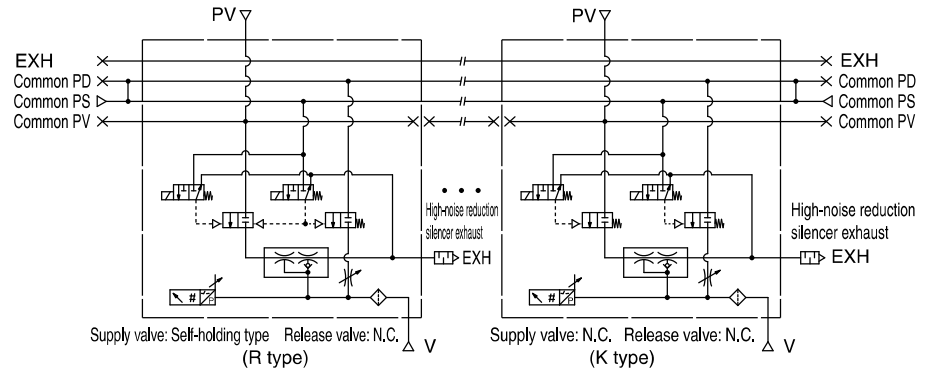 PV
PV
EXH
EXH
Common PD
Common PD
Common PS
Common PS
Common PV
Common PV
High-noise reduction
silencer exhaust
EXH
High-noise reduction
silencer exhaust
EXH
#
P
#
P
Supply valve: Self-holding type Release valve: N.C.
V
(R type)
Supply valve: N.C. Release valve: N.C.
V
(K type)